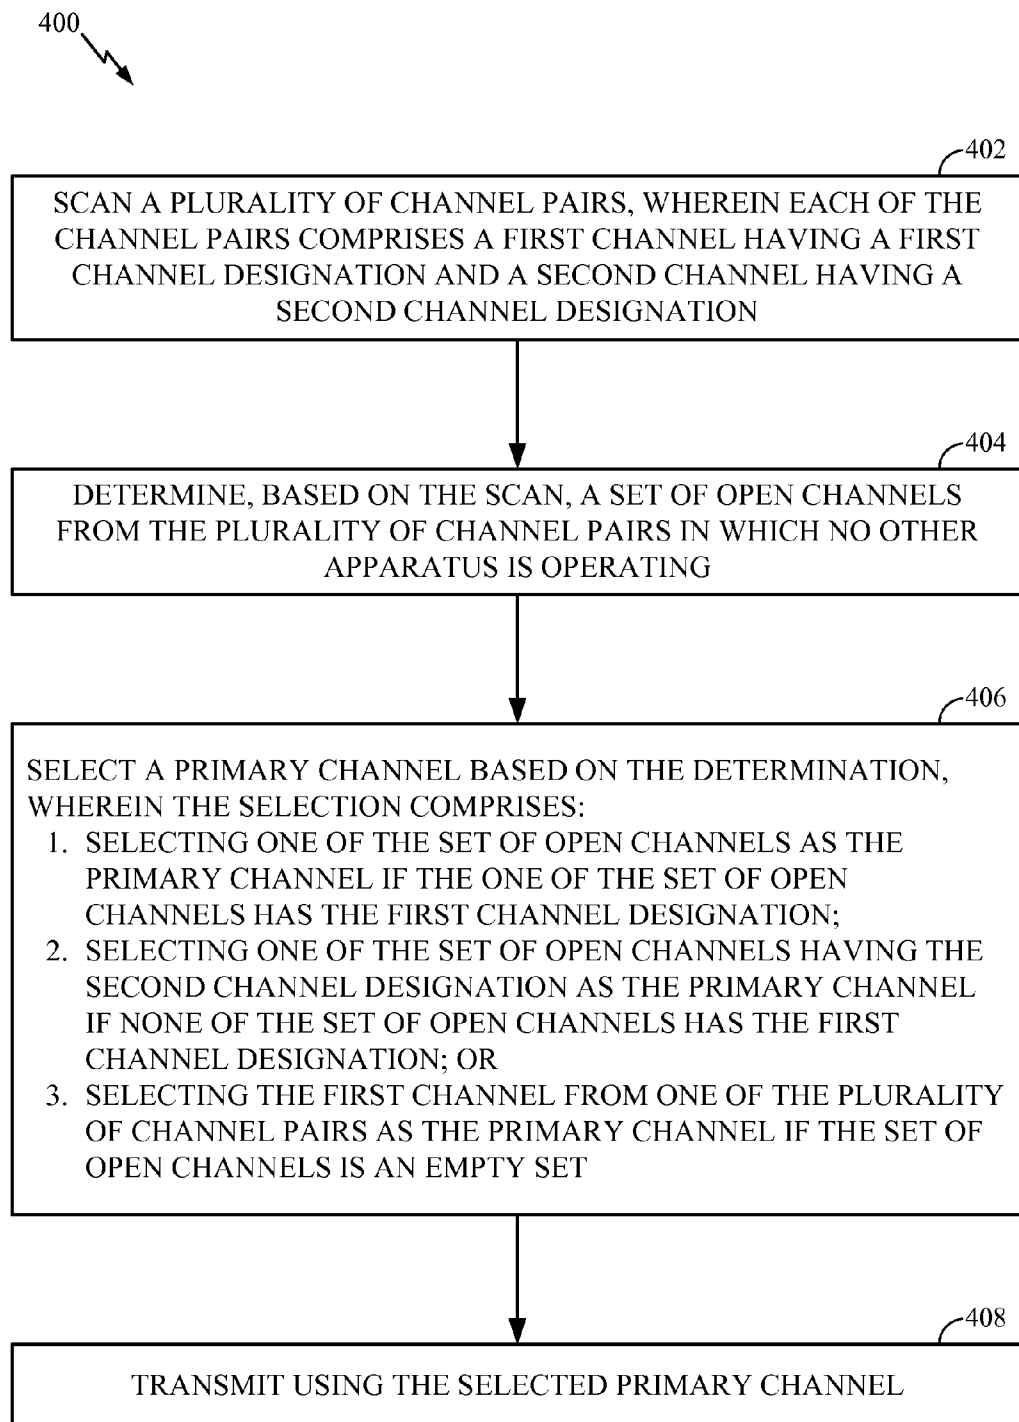 400
402
SCAN A PLURALITY OF CHANNEL PAIRS, WHEREIN EACH OF THE
CHANNEL PAIRS COMPRISES A FIRST CHANNEL HAVING A FIRST
CHANNEL DESIGNATION AND A SECOND CHANNEL HAVING A
SECOND CHANNEL DESIGNATION
404
DETERMINE, BASED ON THE SCAN, A SET OF OPEN CHANNELS
FROM THE PLURALITY OF CHANNEL PAIRS IN WHICH NO OTHER
APPARATUS IS OPERATING
406
SELECT A PRIMARY CHANNEL BASED ON THE DETERMINATION,
WHEREIN THE SELECTION COMPRISES:
1. SELECTING ONE OF THE SET OF OPEN CHANNELS AS THE
PRIMARY CHANNEL IF THE ONE OF THE SET OF OPEN
CHANNELS HAS THE FIRST CHANNEL DESIGNATION;
2. SELECTING ONE OF THE SET OF OPEN CHANNELS HAVING THE
SECOND CHANNEL DESIGNATION AS THE PRIMARY CHANNEL
IF NONE OF THE SET OF OPEN CHANNELS HAS THE FIRST
CHANNEL DESIGNATION; OR
3. SELECTING THE FIRST CHANNEL FROM ONE OF THE PLURALITY
OF CHANNEL PAIRS AS THE PRIMARY CHANNEL IF THE SET OF
OPEN CHANNELS IS AN EMPTY SET
408
TRANSMIT USING THE SELECTED PRIMARY CHANNEL